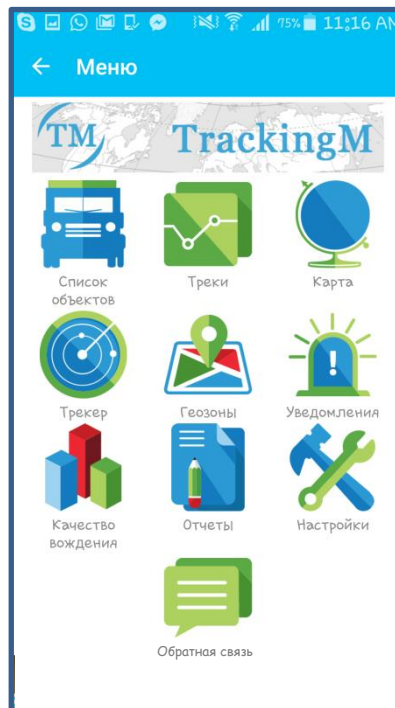 75% 11:16 AM
Меню
TM TrackingM
Список
объектов
Треки
Карта
Трекер
Геозоны
Уведомления
Качество
вождения
Отчеты
Настройки
Обратная связь